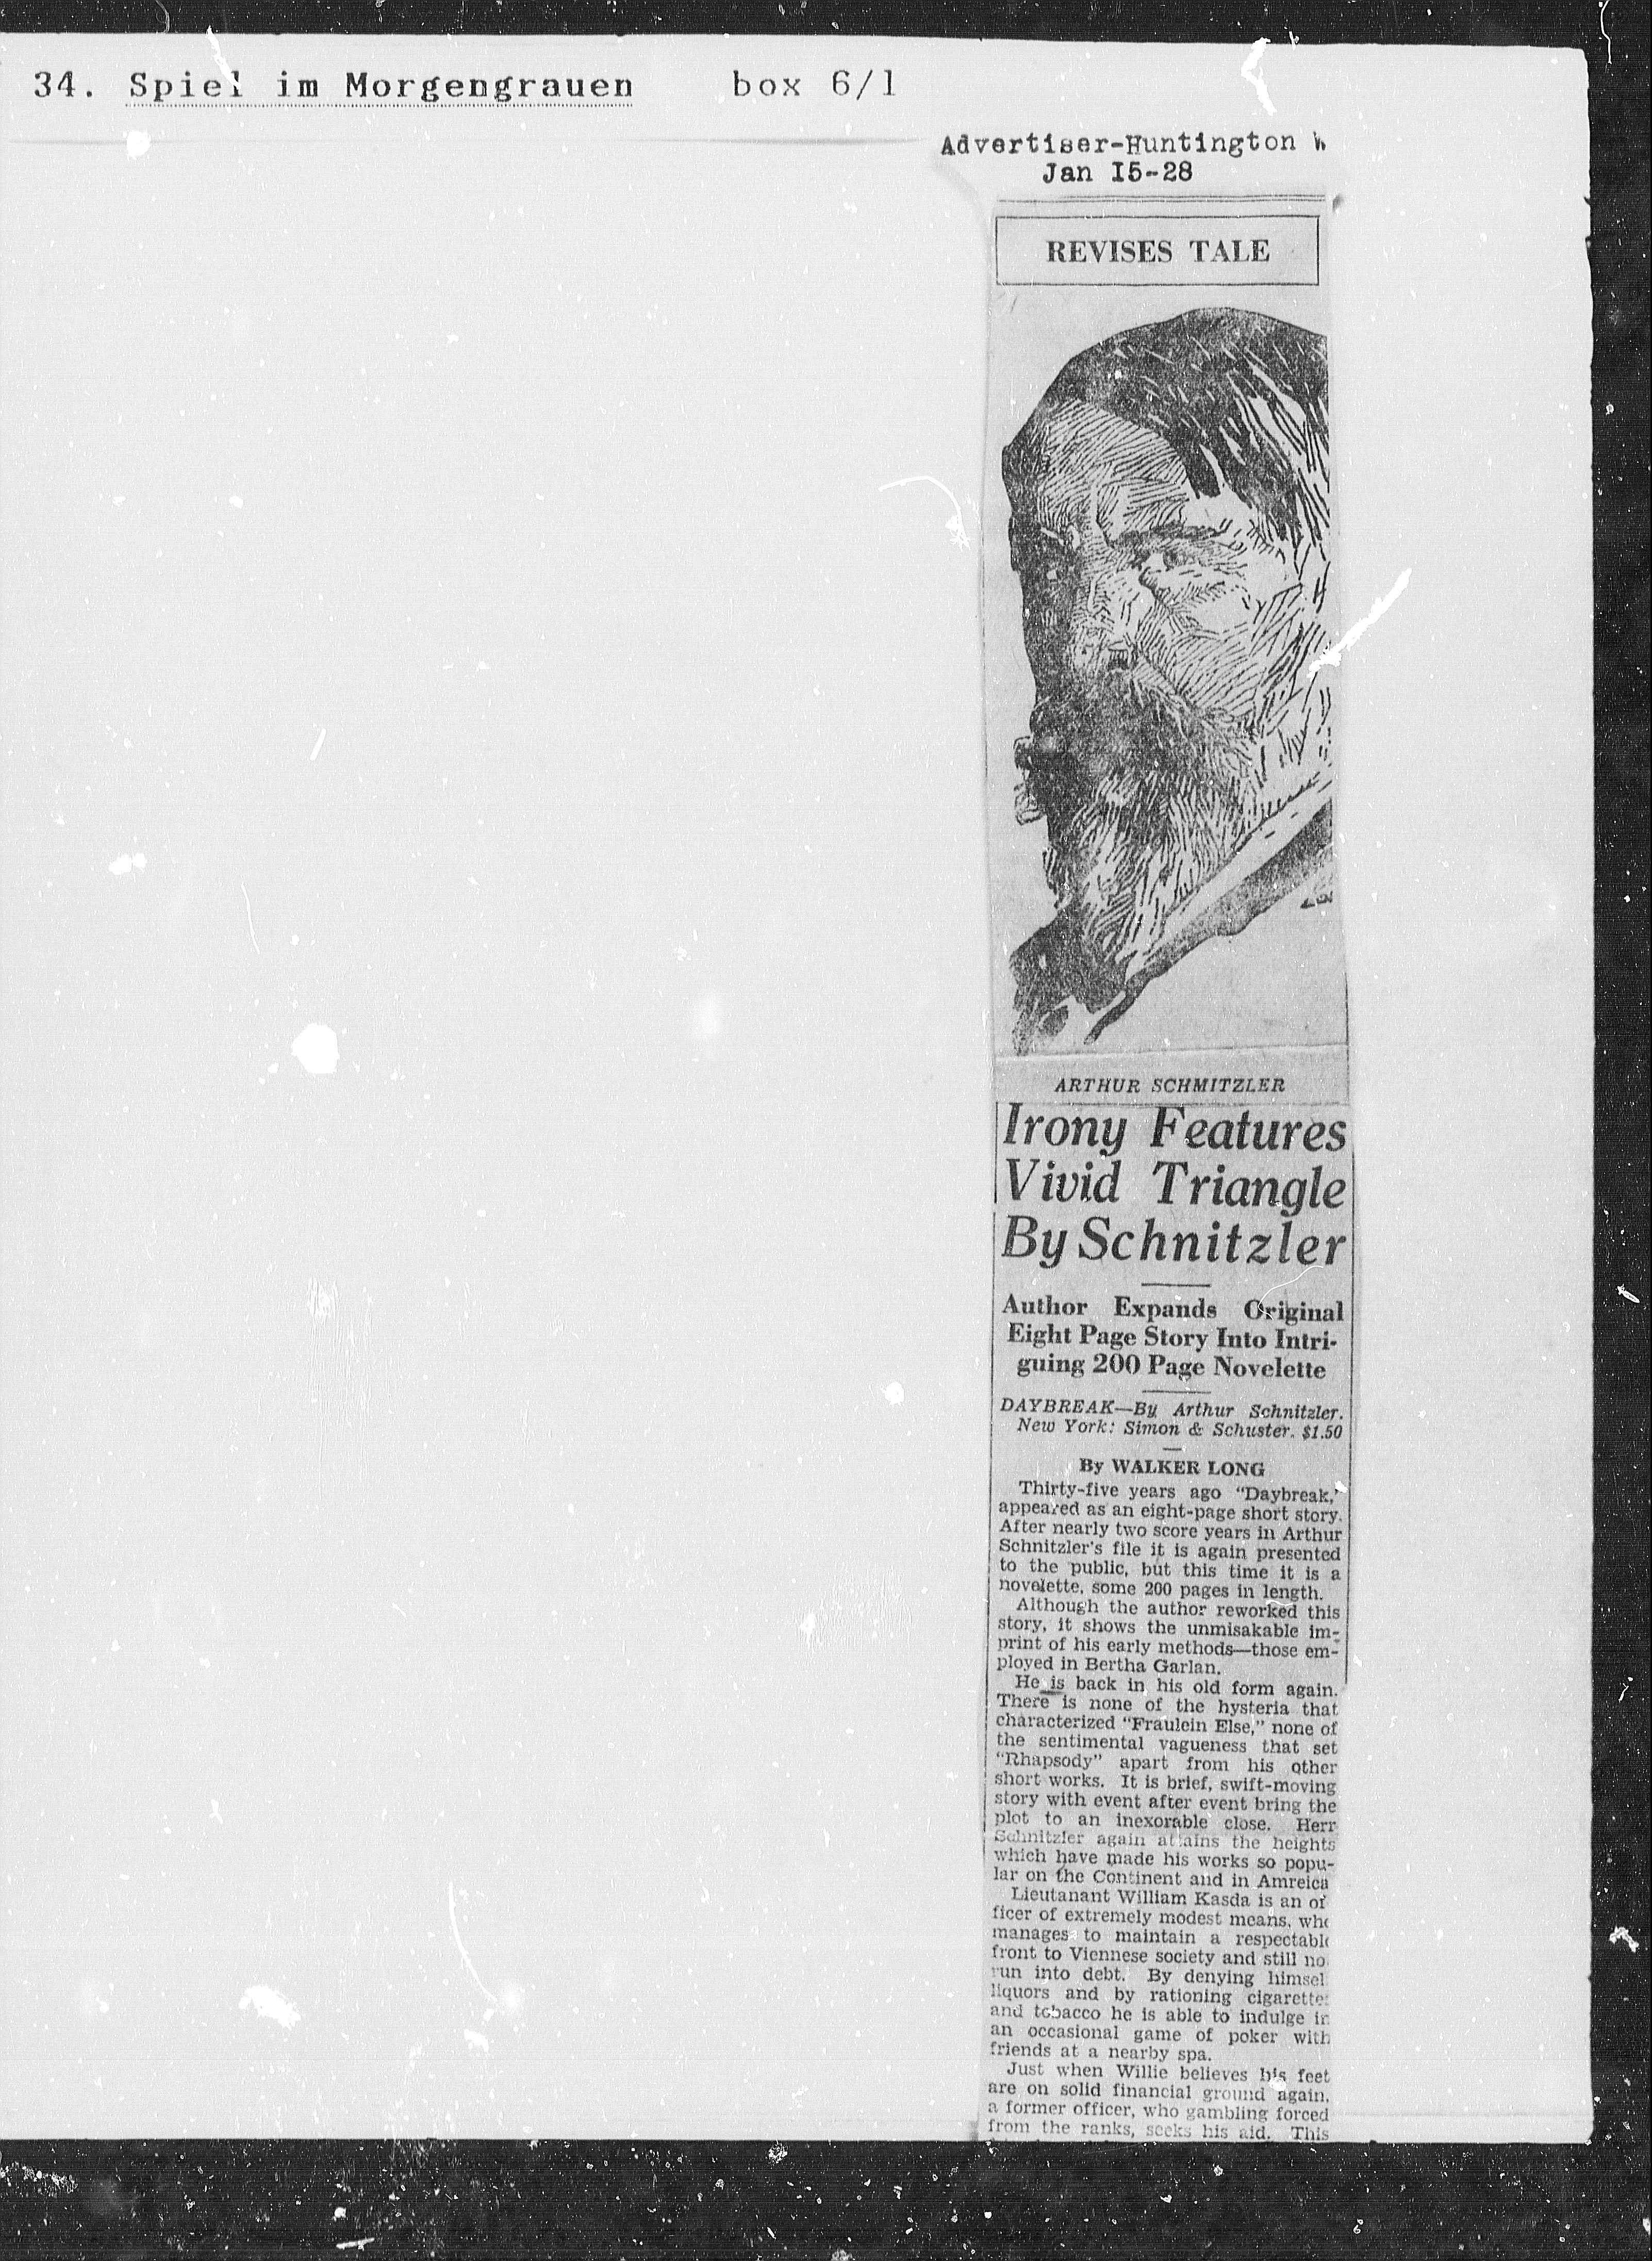 34. Spiel im Morgengrauen box 6/1
Advertiser-Huntington W
Jan I5-28
REVISES TALE
ARTHUR SCHMITZLER
Irony Features
Vivid Triangle
By Schnitzler
Author Expands Original
Eight Page Story Into Intri-
guing 200 Page Novelette
DAYBREAK—By Arthur Schnitzler.
New York: Simon & Schuster. $1.50
By WALKER LONG
Thirty-five years ago "Daybreak,'
appeared as an eight-page short story.
After nearly two score years in Arthur
Schnitzler's file it is again presented
to the public, but this time it is a
novelette, some 200 pages in length.
Although the author reworked this
story, it shows the unmisakable im-
print of his early methods—those em-
ployed in Bertha Garlan.
He is back in his old form again.
There is none of the hysteria that
characterized "Fraulein Else," none of
the sentimental vagueness that set
"Rhapsody" apart from his other
short works. It is brief, swift-moving
story with event after event bring the
plot to an inexorable close. Herr
Schnitzler again attains the heights
which have made his works so popu-
lar on the Continent and in Amreica
Lieutanant William Kasda is an of
ficer of extremely modest means, who
manages to maintain a respectable
front to Viennese society and still no
run into debt. By denying himsel
liquors and by rationing cigarettes
and tobacco he is able to indulge in
an occasional game of poker with
friends at a nearby spa.
Just when Willie believes his feet
are on solid financial ground again,
a former officer, who gambling forced
from the ranks, seeks his aid. This